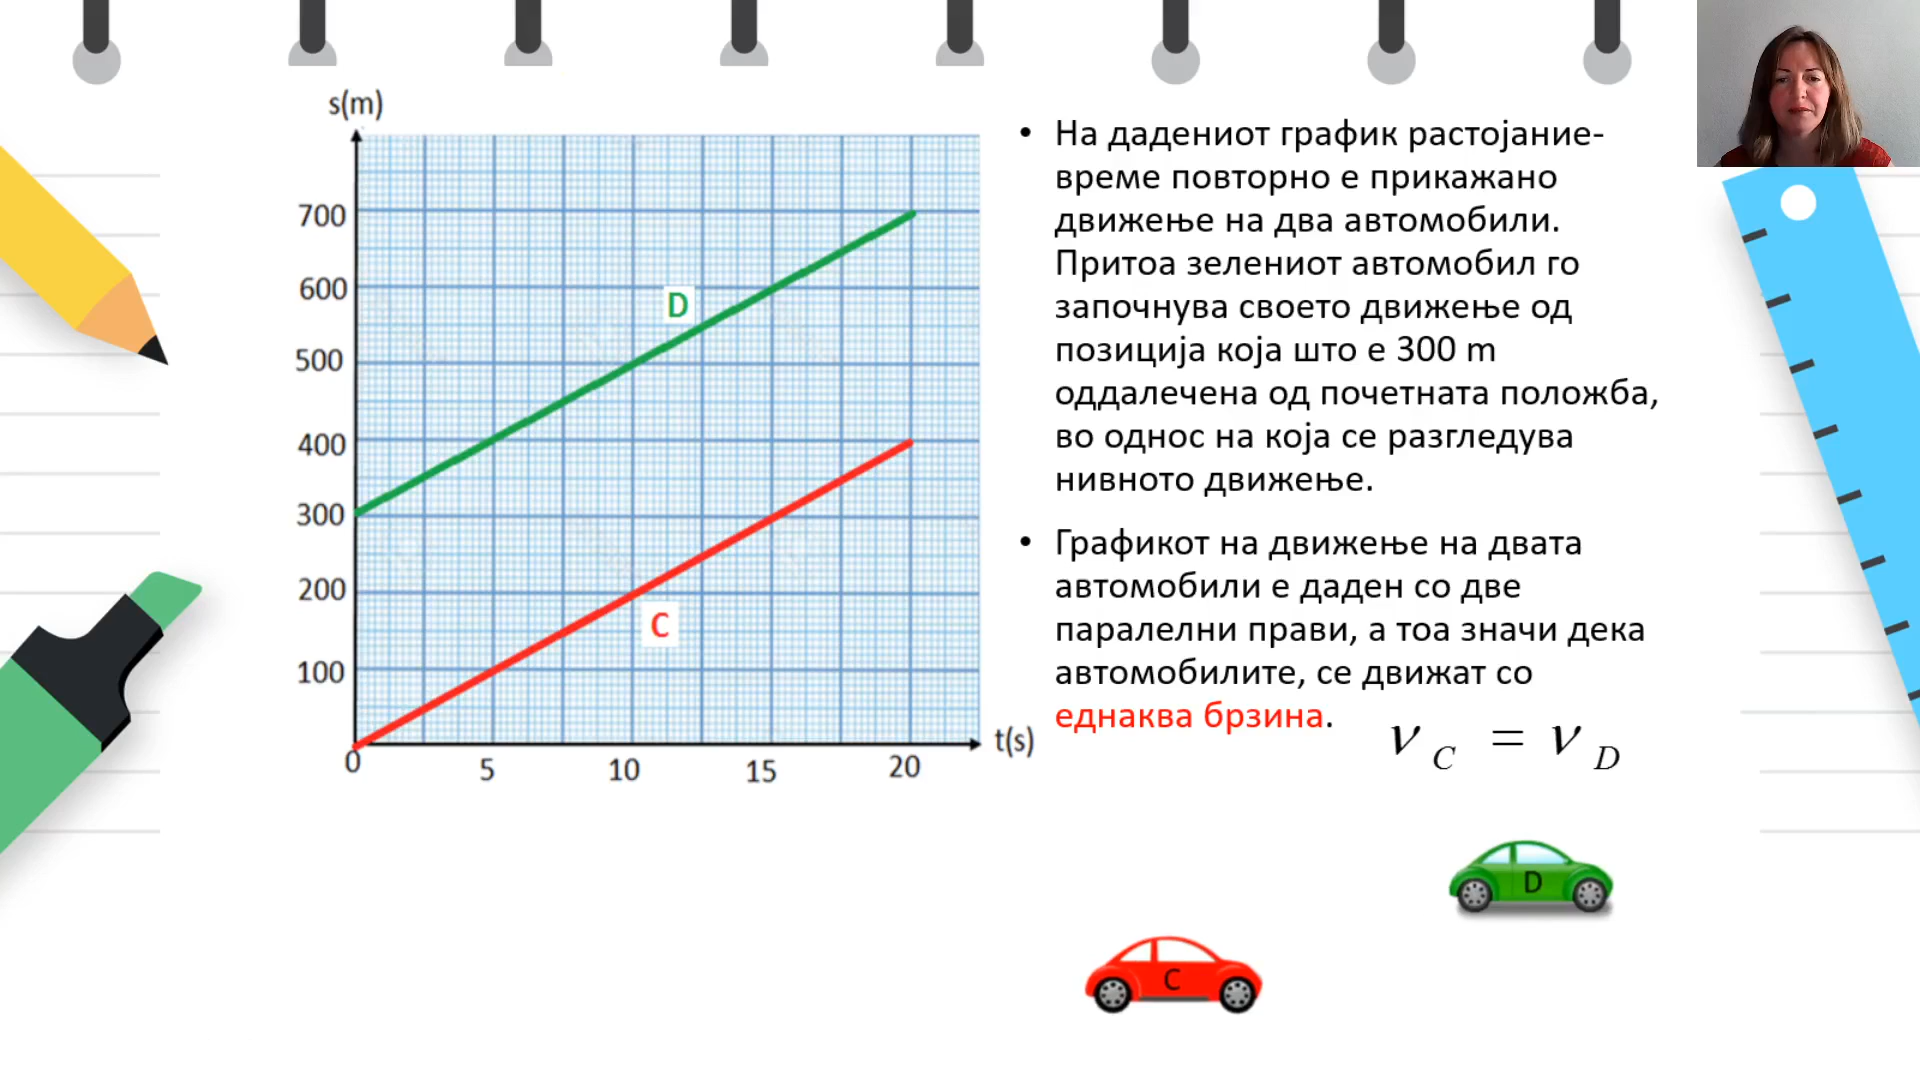 s(m)
700
600
500
400
300
200
100
0
5
10
15
20
t(s)
D
C
• На дадениот график растојание-
време повторно е прикажано
движење на два автомобили.
Притоа зелениот автомобил го
започнува своето движење од
позиција која што е 300 m
оддалечена од почетната положба,
во однос на која се разгледува
нивното движење.
• Графикот на движење на двата
автомобили е даден со две
паралелни прави, а тоа значи дека
автомобилите, се движат со
еднаква брзина.
ν C = ν D
D
C